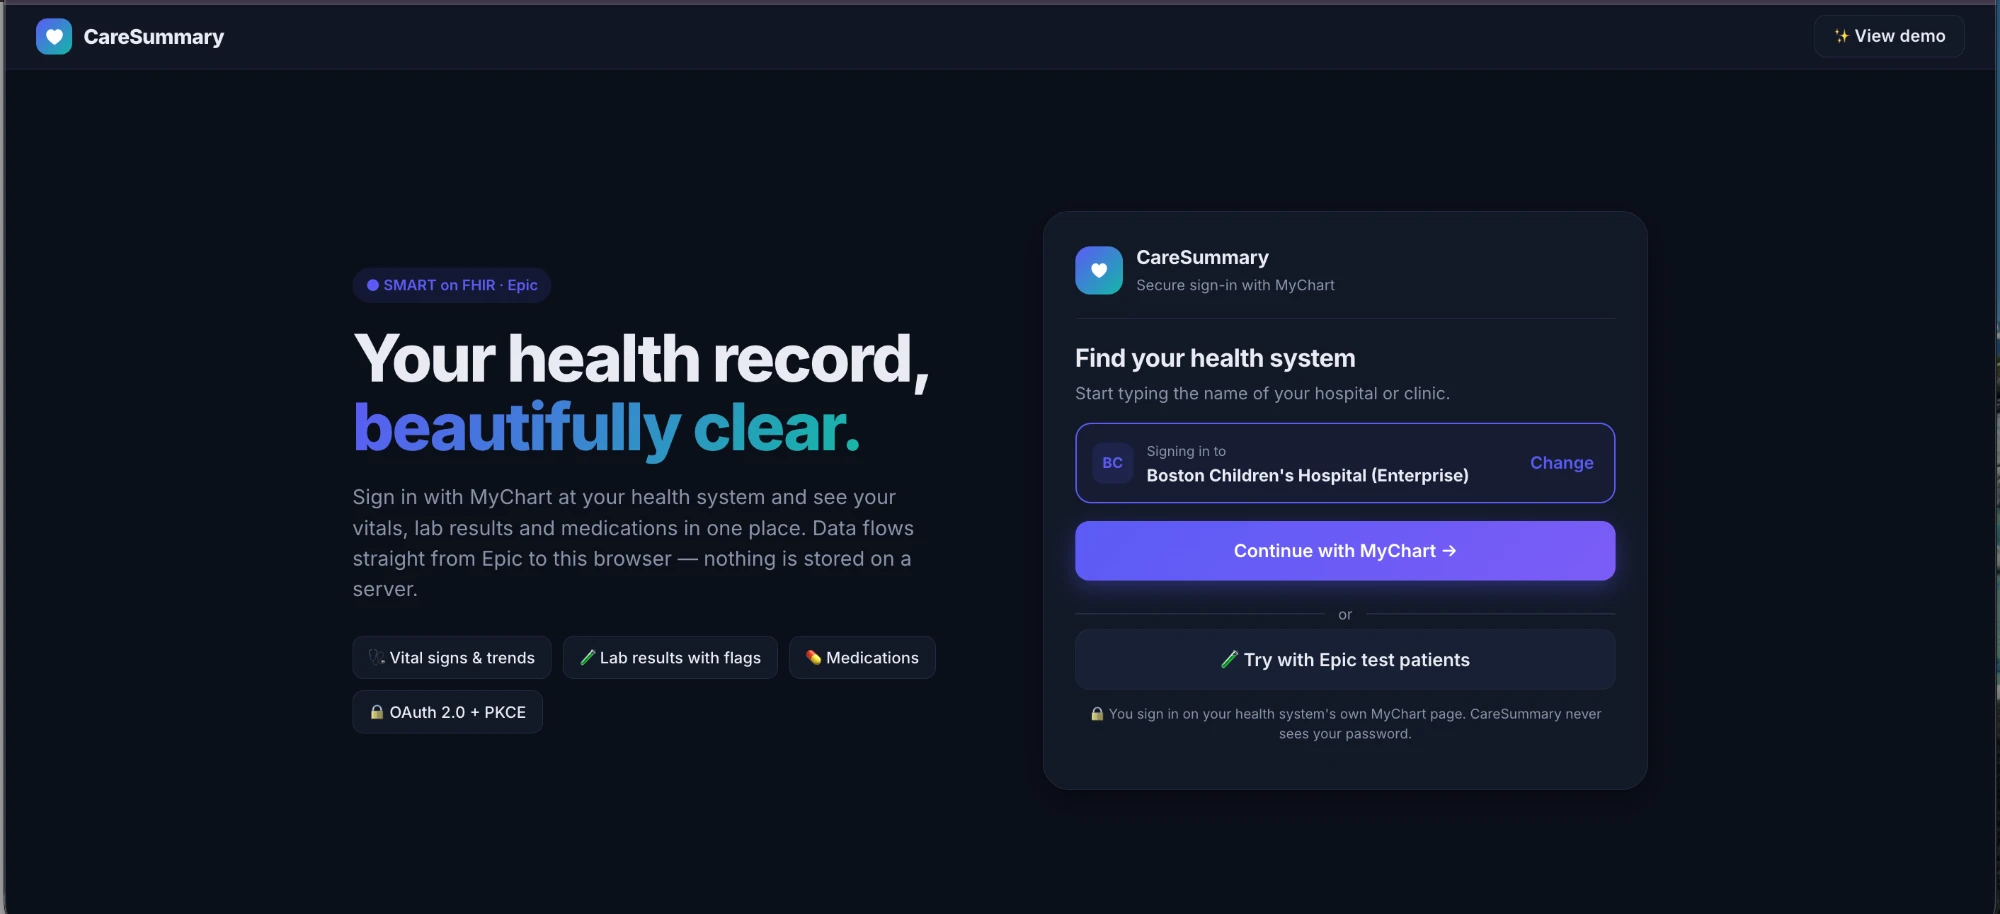 CareSummary
✨ View demo
SMART on FHIR · Epic
Your health record,
beautifully clear.
Sign in with MyChart at your health system and see your
vitals, lab results and medications in one place. Data flows
straight from Epic to this browser — nothing is stored on a
server.
🩺 Vital signs & trends
🧪 Lab results with flags
💊 Medications
🔒 OAuth 2.0 + PKCE
CareSummary
Secure sign-in with MyChart
Find your health system
Start typing the name of your hospital or clinic.
BC
Signing in to
Boston Children's Hospital (Enterprise)
Change
Continue with MyChart →
or
🧪 Try with Epic test patients
🔒 You sign in on your health system's own MyChart page. CareSummary never
sees your password.